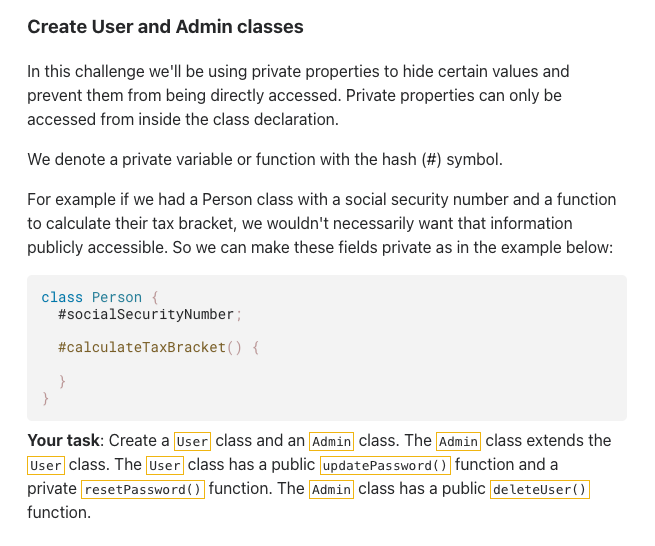 Create User and Admin classes
In this challenge we'll be using private properties to hide certain values and
prevent them from being directly accessed. Private properties can only be
accessed from inside the class declaration.
We denote a private variable or function with the hash (#) symbol.
For example if we had a Person class with a social security number and a function
to calculate their tax bracket, we wouldn't necessarily want that information
publicly accessible. So we can make these fields private as in the example below:
class Person {
  #socialSecurityNumber;
  #calculateTaxBracket() {
  }
}
Your task: Create a User class and an Admin class. The Admin class extends the
User class. The User class has a public updatePassword() function and a
private resetPassword() function. The Admin class has a public deleteUser()
function.